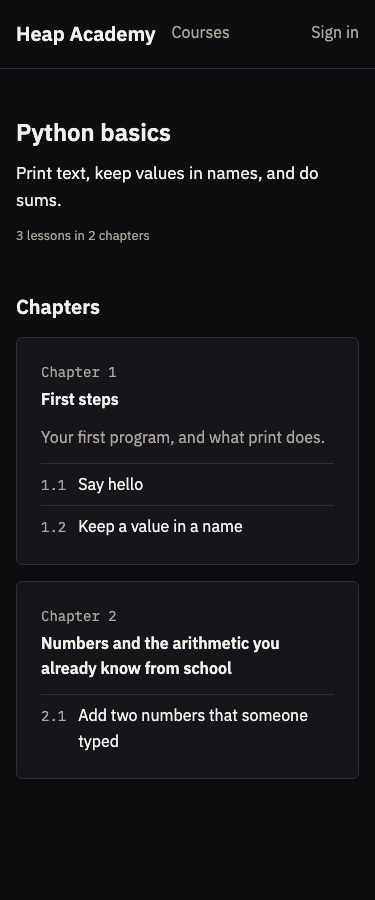 Heap Academy Courses Sign in
Python basics
Print text, keep values in names, and do
sums.
3 lessons in 2 chapters
Chapters
Chapter 1
First steps
Your first program, and what print does.
1.1 Say hello
1.2 Keep a value in a name
Chapter 2
Numbers and the arithmetic you
already know from school
2.1 Add two numbers that someone
typed